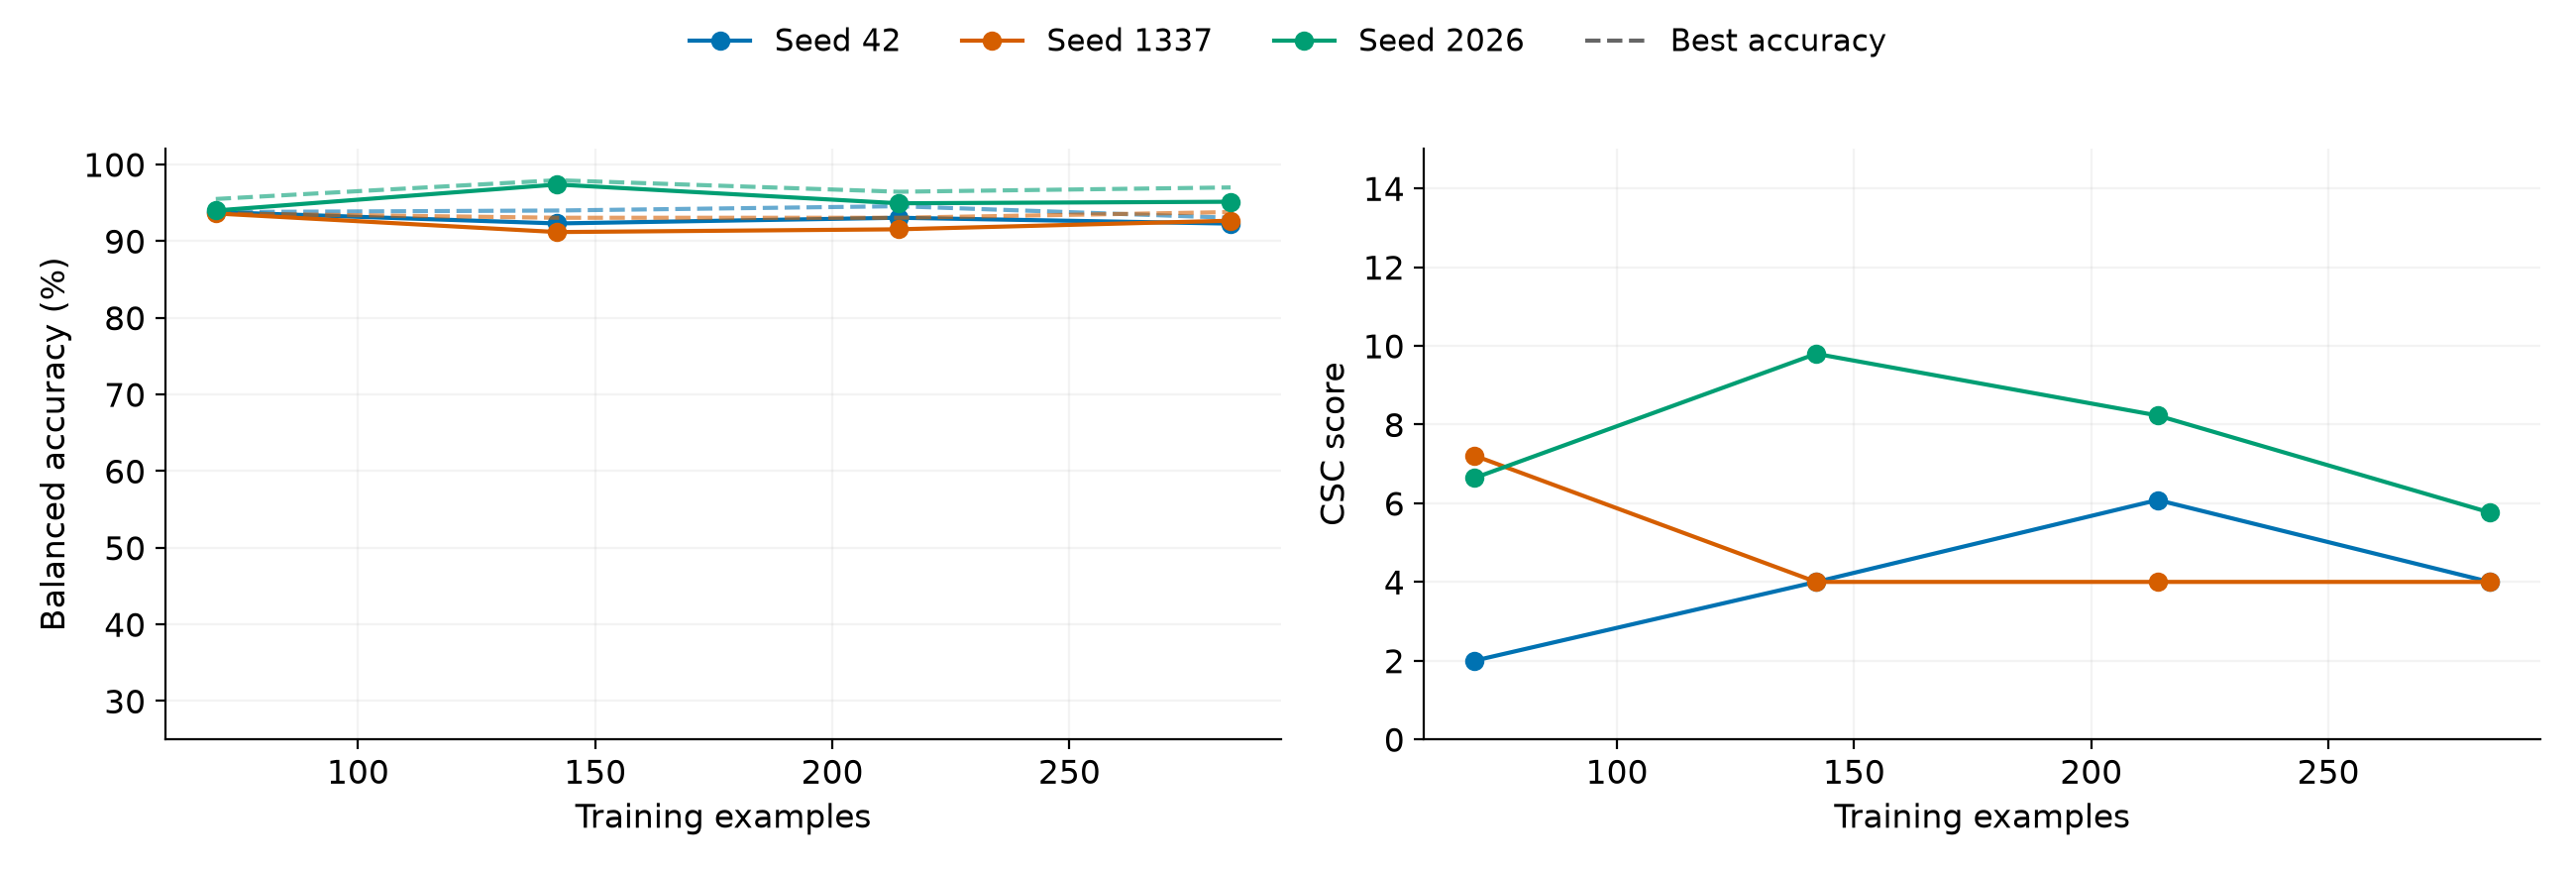 Seed 42 Seed 1337 Seed 2026 Best accuracy
Balanced accuracy (%)
100
90
80
70
60
50
40
30
100 150 200 250
Training examples
CSC score
14
12
10
8
6
4
2
0
100 150 200 250
Training examples